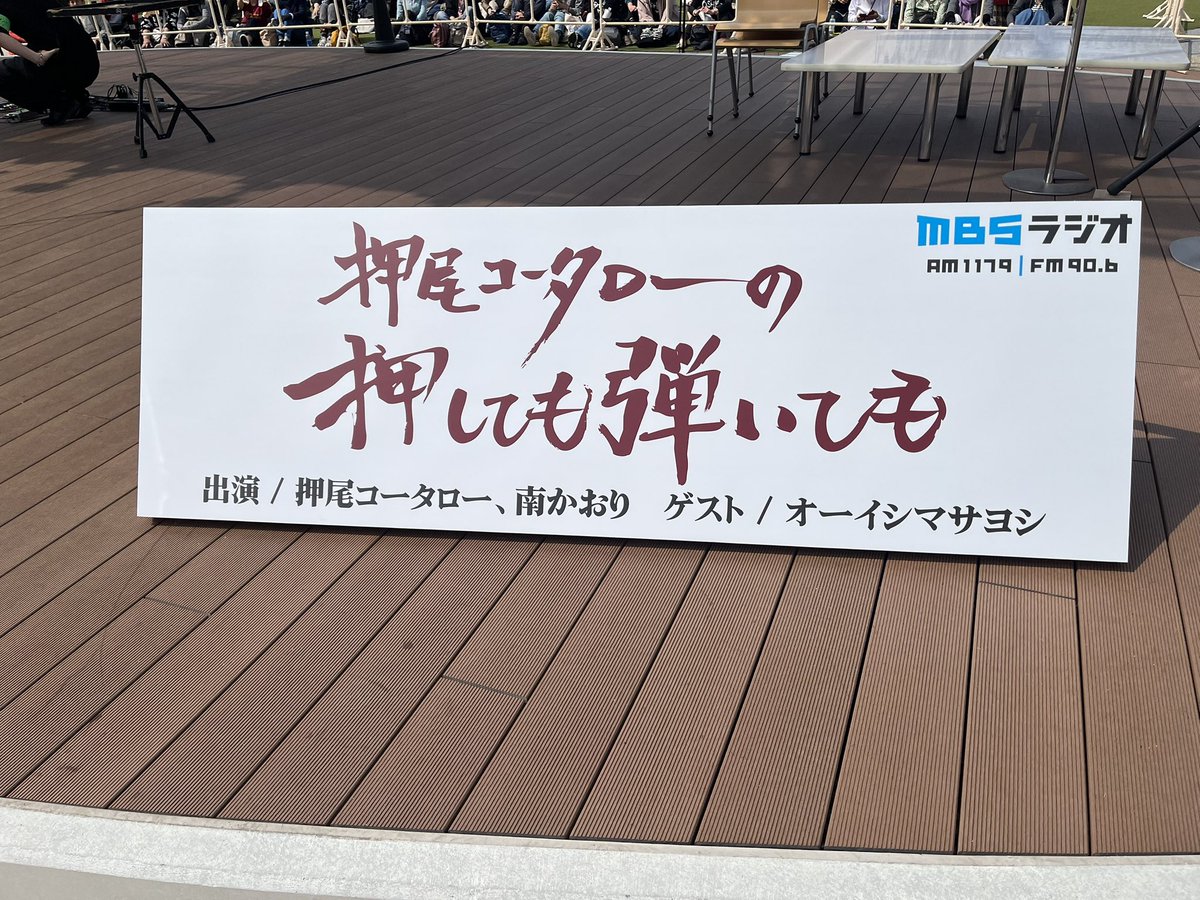 MBSラジオ
AM1179|FM90.6
押尾コータローの
押しても弾いても
出演 / 押尾コータロー、南かおり　ゲスト / オーイシマサヨシ